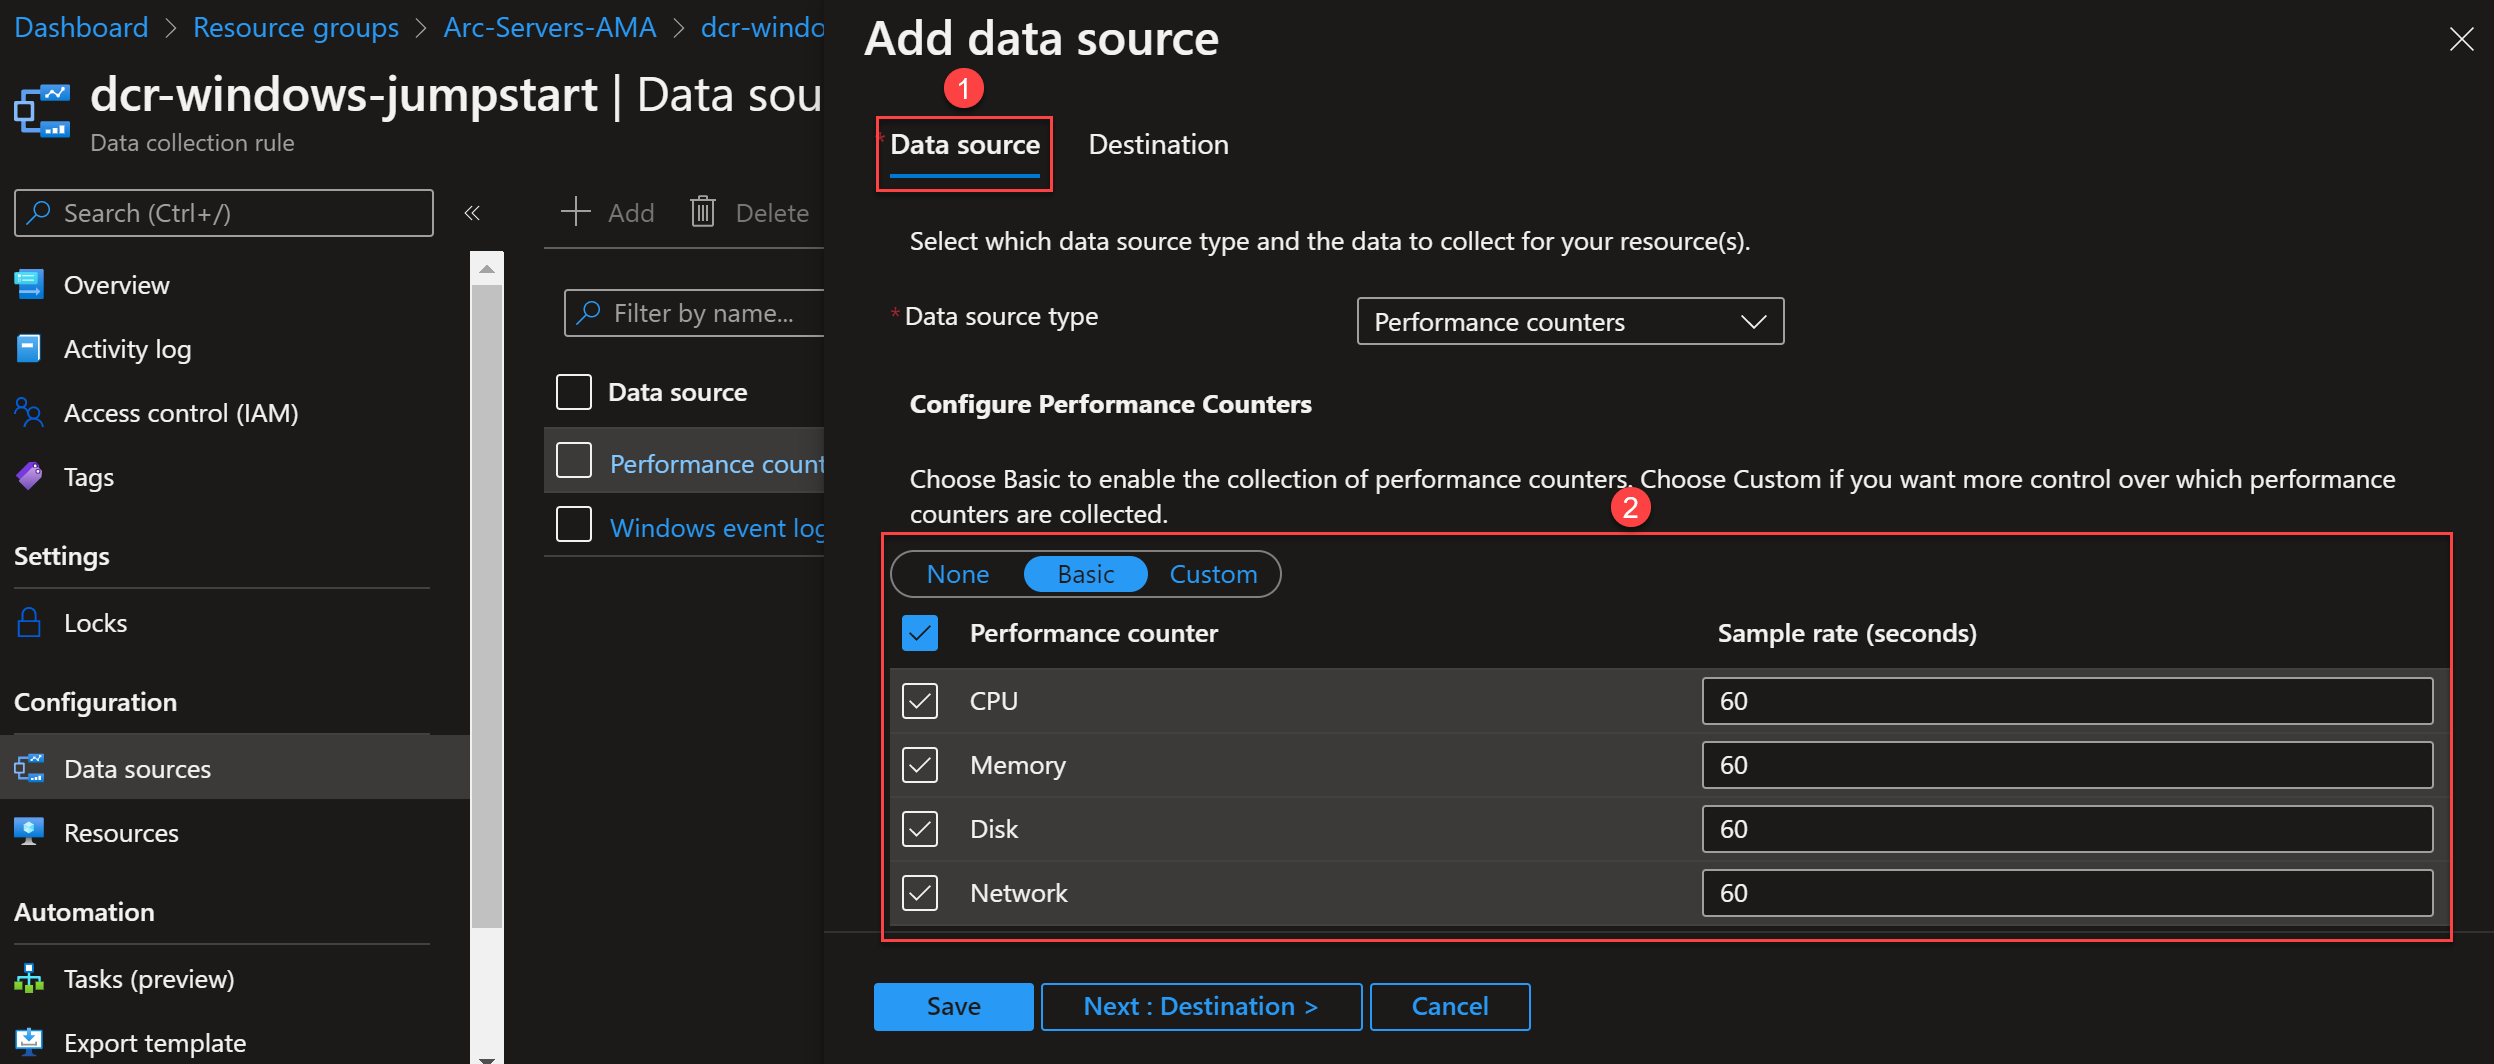 Dashboard > Resource groups > Arc-Servers-AMA > dcr-windo
dcr-windows-jumpstart | Data sou
Data collection rule
Search (Ctrl+/)
«
Overview
Activity log
Access control (IAM)
Tags
Settings
Locks
Configuration
Data sources
Resources
Automation
Tasks (preview)
Export template
Add
Delete
Filter by name...
Data source
Performance count
Windows event log
Add data source
1
* Data source
Destination
Select which data source type and the data to collect for your resource(s).
* Data source type
Performance counters
Configure Performance Counters
Choose Basic to enable the collection of performance counters. Choose Custom if you want more control over which performance
counters are collected.
2
None
Basic
Custom
Performance counter
Sample rate (seconds)
CPU
60
Memory
60
Disk
60
Network
60
Save
Next : Destination >
Cancel